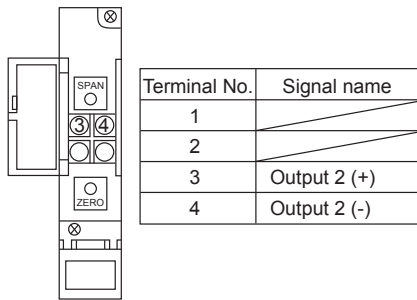 SPAN
③ ④
ZERO
Terminal No. Signal name
1
2
3 Output 2 (+)
4 Output 2 (-)